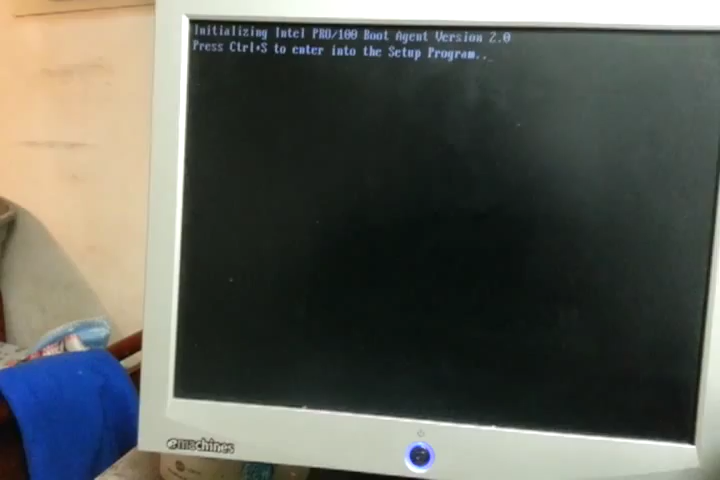 Initializing Intel PRO/100 Boot Agent Version 2.0
Press Ctrl+S to enter into the Setup Program.._
emachines